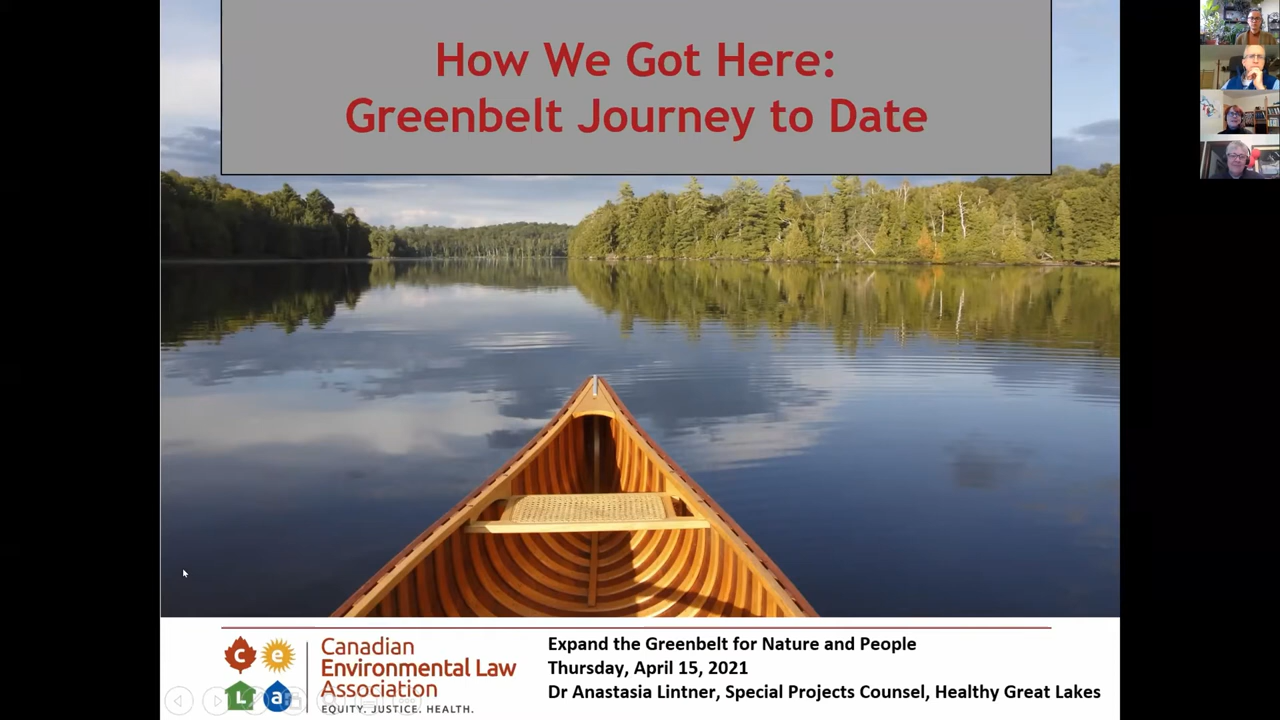 How We Got Here:
Greenbelt Journey to Date
c e
L a
Canadian
Environmental Law
Association
EQUITY. JUSTICE. HEALTH.
Expand the Greenbelt for Nature and People
Thursday, April 15, 2021
Dr Anastasia Lintner, Special Projects Counsel, Healthy Great Lakes